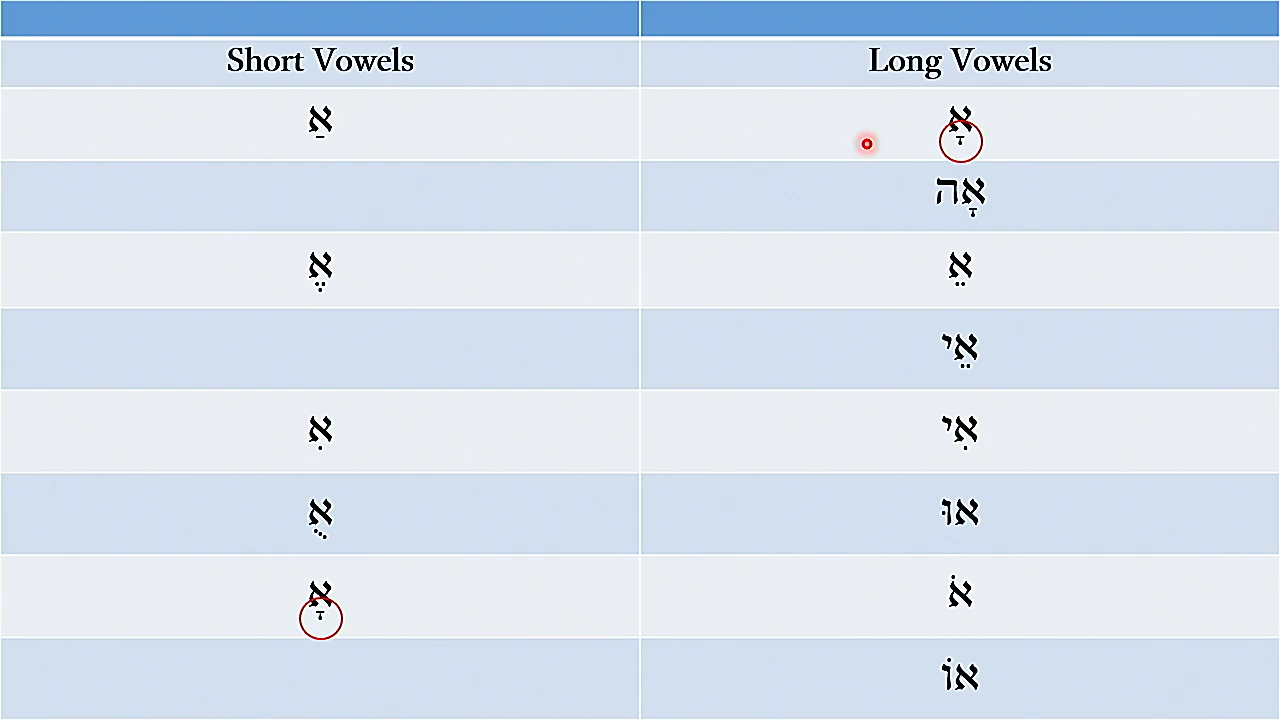 Short Vowels Long Vowels
אַ אָ
אָה
אֶ אֵ
אֵי
אִ אִי
אֻ אוּ
אָ אֹ
אוֹ